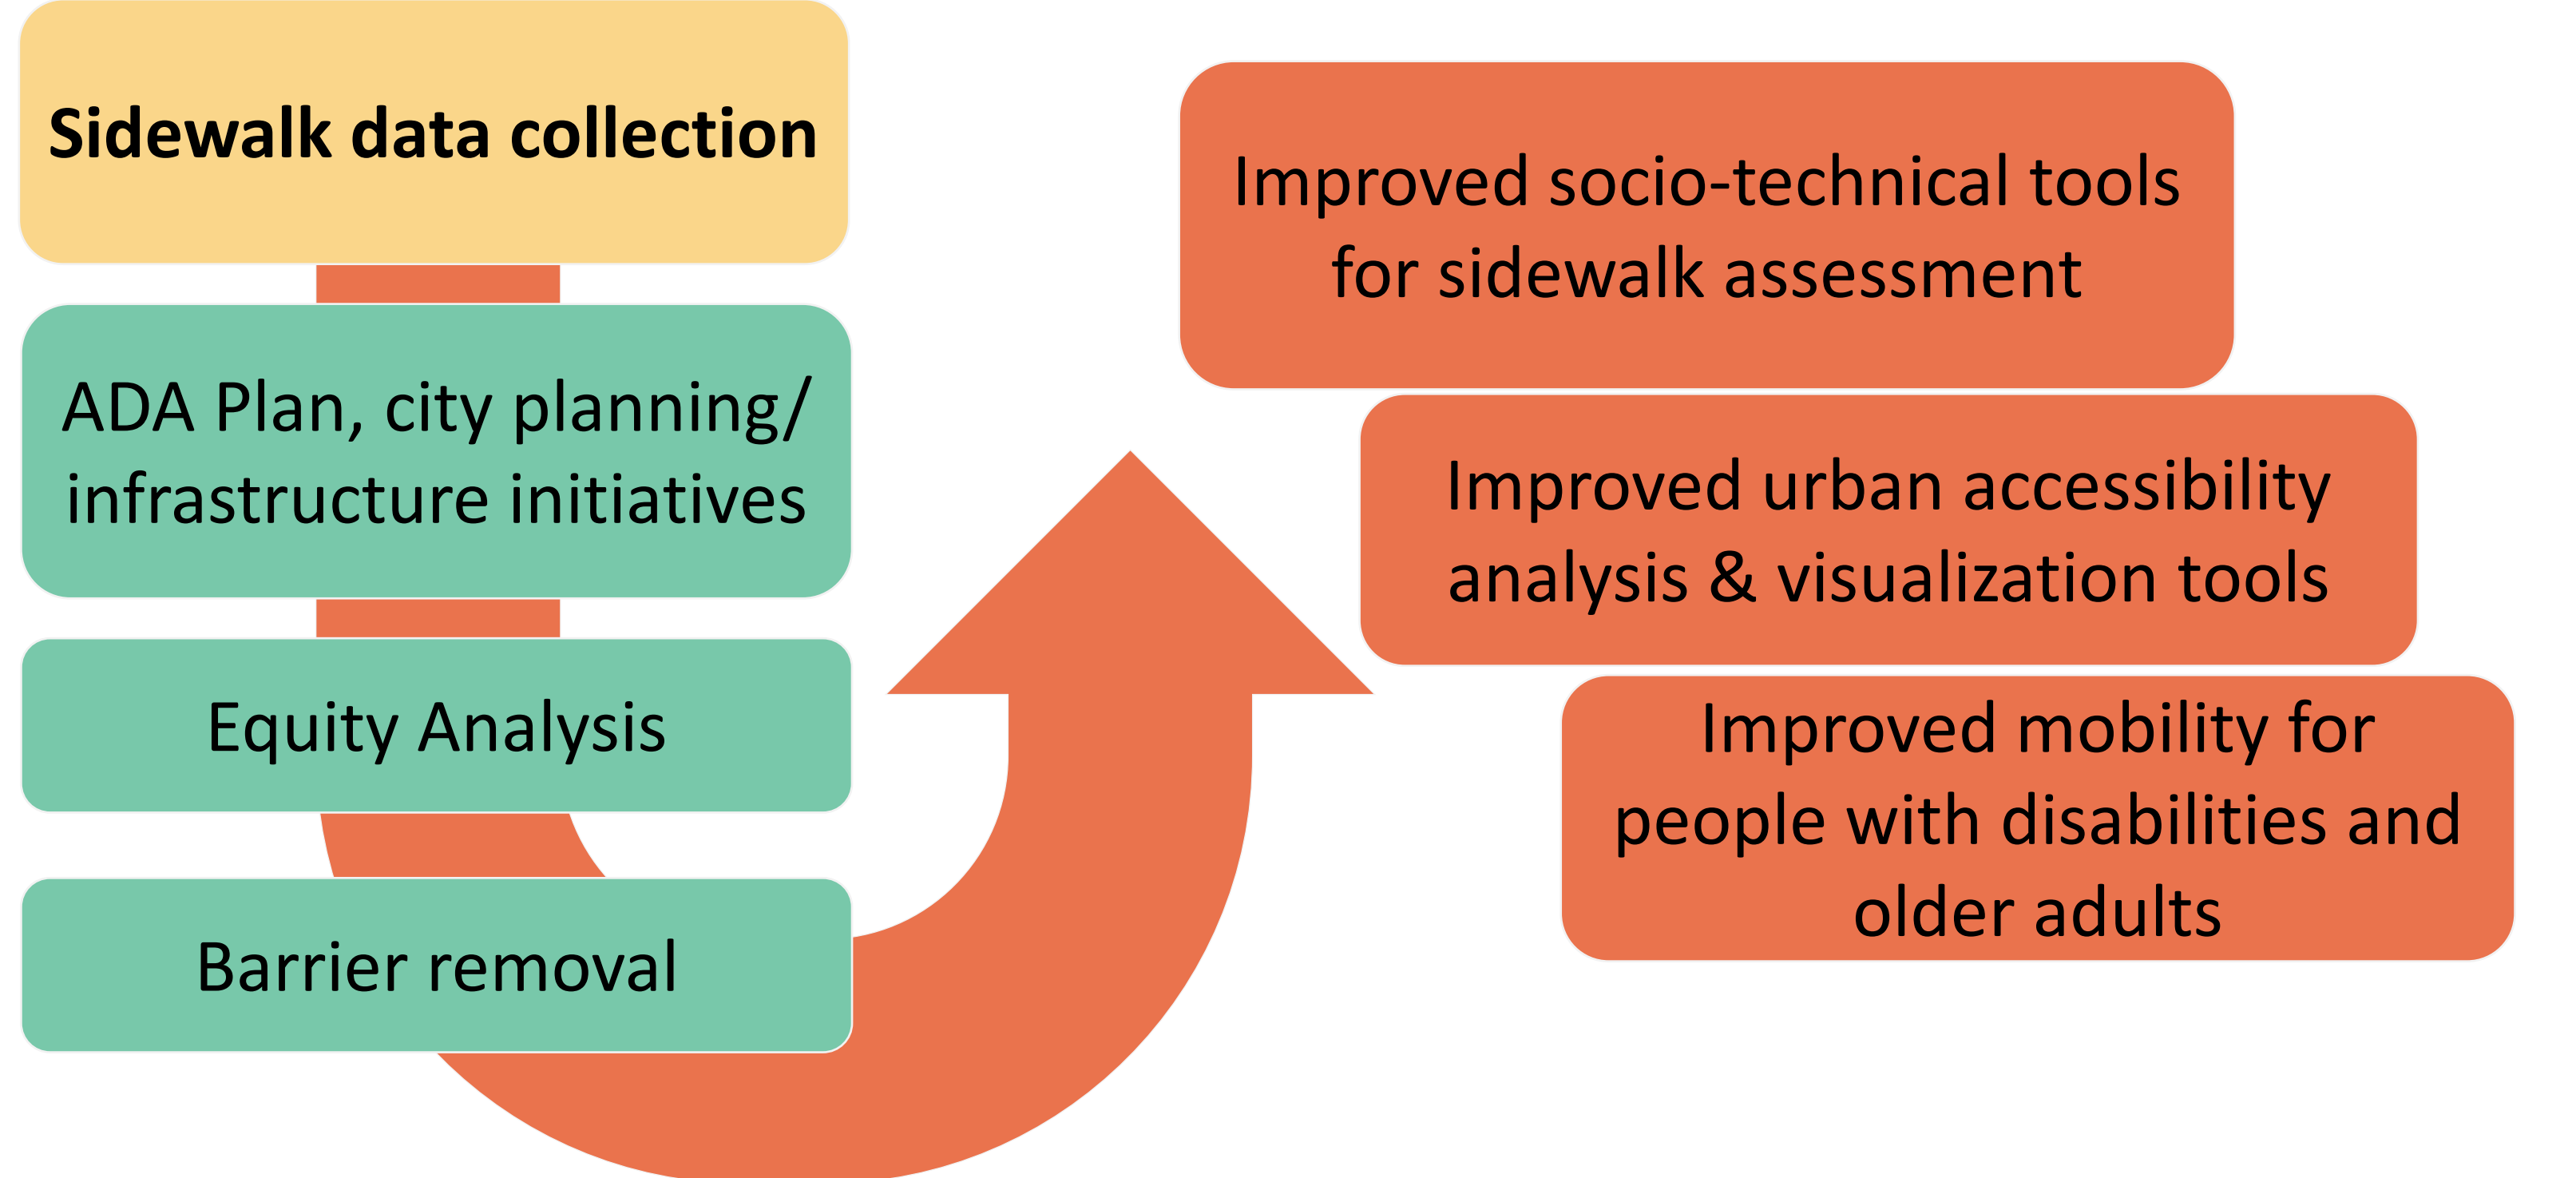 Sidewalk data collection
ADA Plan, city planning/
infrastructure initiatives
Equity Analysis
Barrier removal
Improved socio-technical tools
for sidewalk assessment
Improved urban accessibility
analysis & visualization tools
Improved mobility for
people with disabilities and
older adults